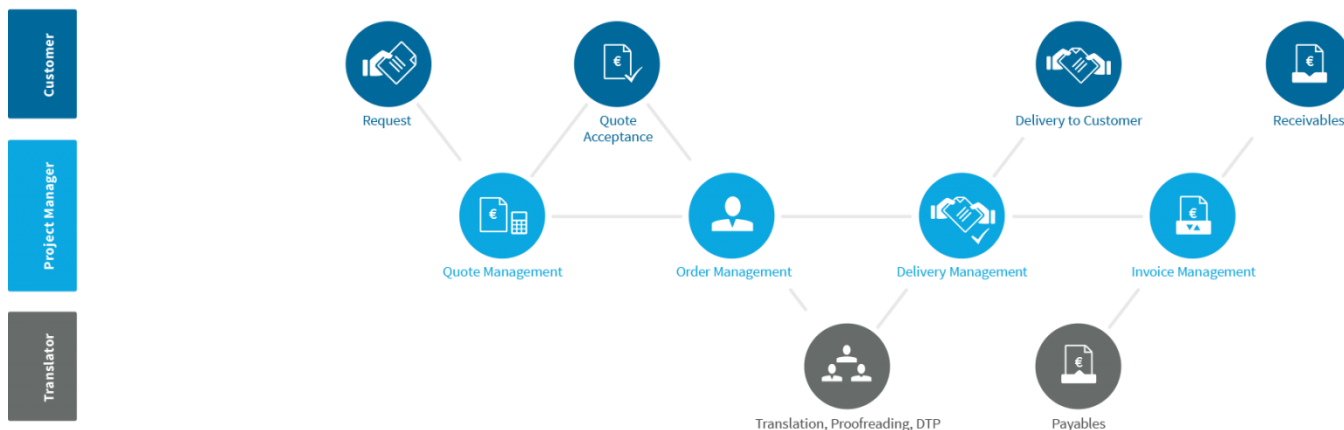 Customer
Request
Quote
Acceptance
Delivery to Customer
Receivables
Project Manager
Quote Management
Order Management
Delivery Management
Invoice Management
Translator
Translation, Proofreading, DTP
Payables
€
€
€
€
€